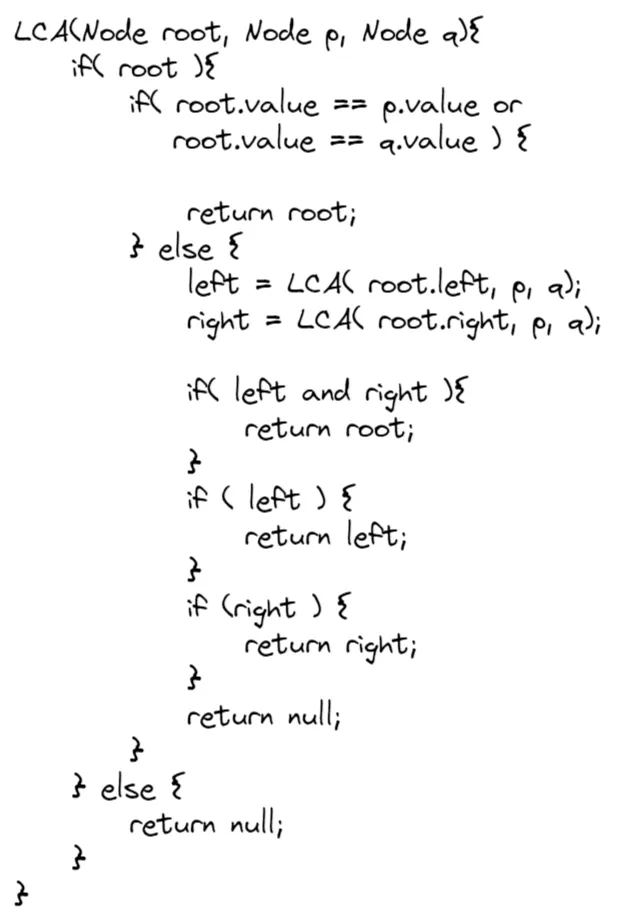 LCA(Node root, Node p, Node q){
if( root ){
if( root.value == p.value or
root.value == q.value ) {
return root;
} else {
left = LCA( root.left, p, q);
right = LCA( root.right, p, q);
if( left and right ){
return root;
}
if ( left ) {
return left;
}
if (right ) {
return right;
}
return null;
}
} else {
return null;
}
}